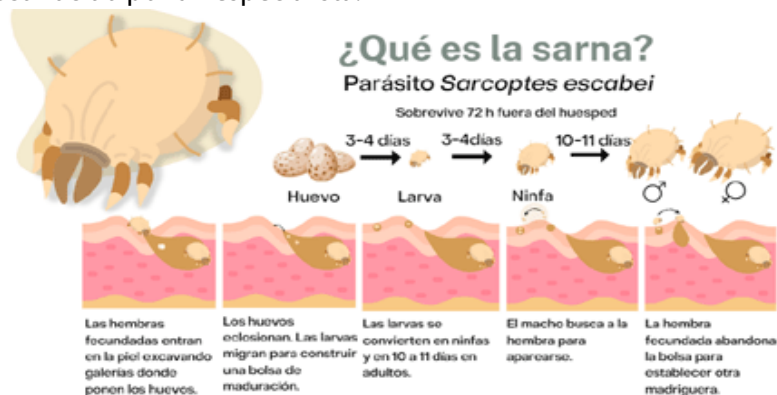 ¿Qué es la sarna?
Parásito Sarcoptes escabei
Sobrevive 72 h fuera del huesped
3-4 días
3-4días
10-11 días
Huevo
Larva
Ninfa
♂
♀
Las hembras
fecundadas entran
en la piel excavando
galerías donde
ponen los huevos.
Los huevos
eclosionan. Las larvas
migran para construir
una bolsa de
maduración.
Las larvas se
convierten en ninfas
y en 10 a 11 días en
adultos.
El macho busca a la
hembra para
aparearse.
La hembra
fecundada abandona
la bolsa para
establecer otra
madriguera.